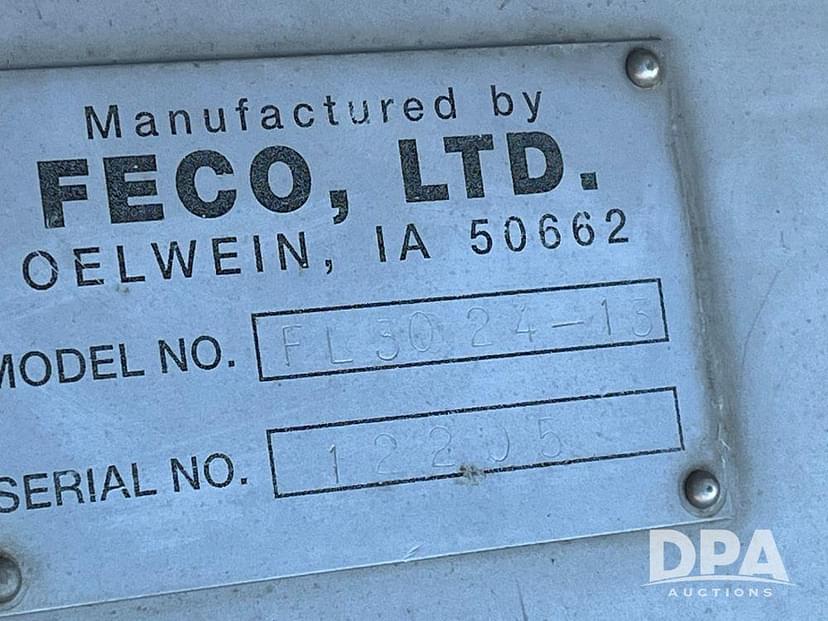 Manufactured by
FECO, LTD.
OELWEIN, IA 50662
MODEL NO. FL3024-13
SERIAL NO. 12205
DPA
AUCTIONS